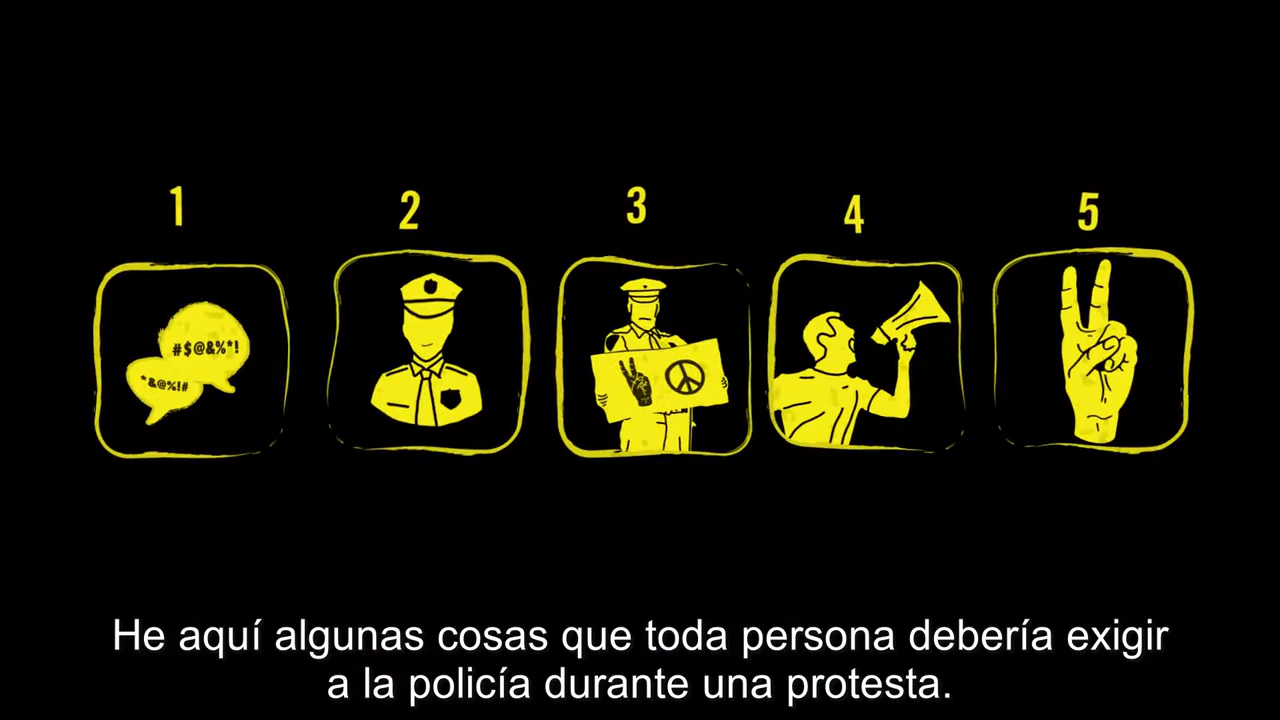 1 2 3 4 5
#$@&%*!
*&@%!#
He aquí algunas cosas que toda persona debería exigir
a la policía durante una protesta.